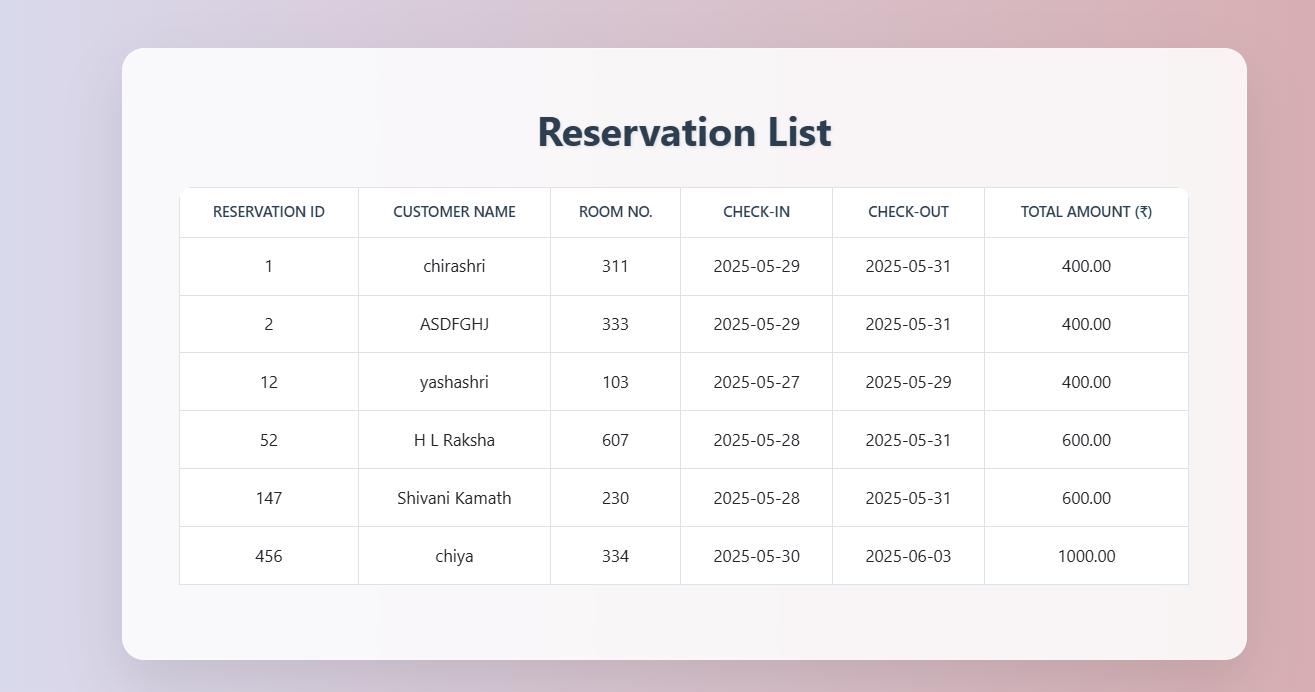 Reservation List
RESERVATION ID CUSTOMER NAME ROOM NO. CHECK-IN CHECK-OUT TOTAL AMOUNT (₹)
1 chirashri 311 2025-05-29 2025-05-31 400.00
2 ASDFGHJ 333 2025-05-29 2025-05-31 400.00
12 yashashri 103 2025-05-27 2025-05-29 400.00
52 H L Raksha 607 2025-05-28 2025-05-31 600.00
147 Shivani Kamath 230 2025-05-28 2025-05-31 600.00
456 chiya 334 2025-05-30 2025-06-03 1000.00